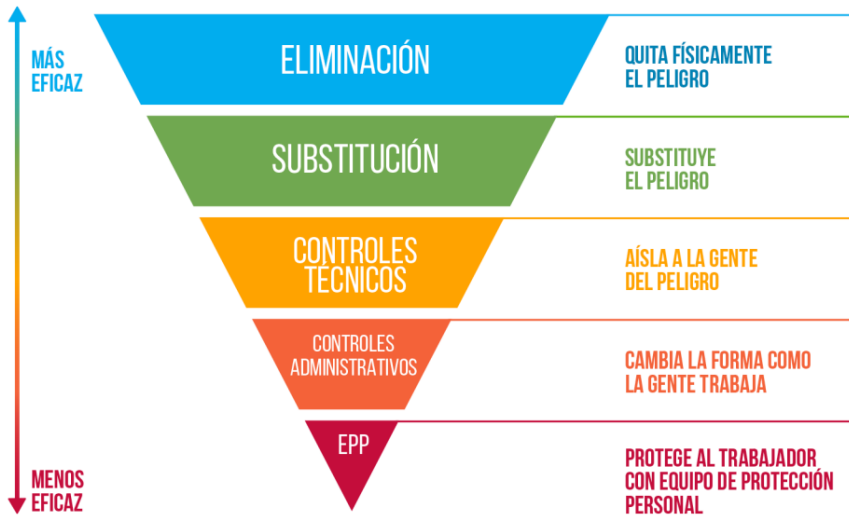 MÁS
EFICAZ
ELIMINACIÓN
QUITA FÍSICAMENTE
EL PELIGRO
SUBSTITUCIÓN
SUBSTITUYE
EL PELIGRO
CONTROLES
TÉCNICOS
AÍSLA A LA GENTE
DEL PELIGRO
CONTROLES
ADMINISTRATIVOS
CAMBIA LA FORMA COMO
LA GENTE TRABAJA
EPP
PROTEGE AL TRABAJADOR
CON EQUIPO DE PROTECCIÓN
PERSONAL
MENOS
EFICAZ